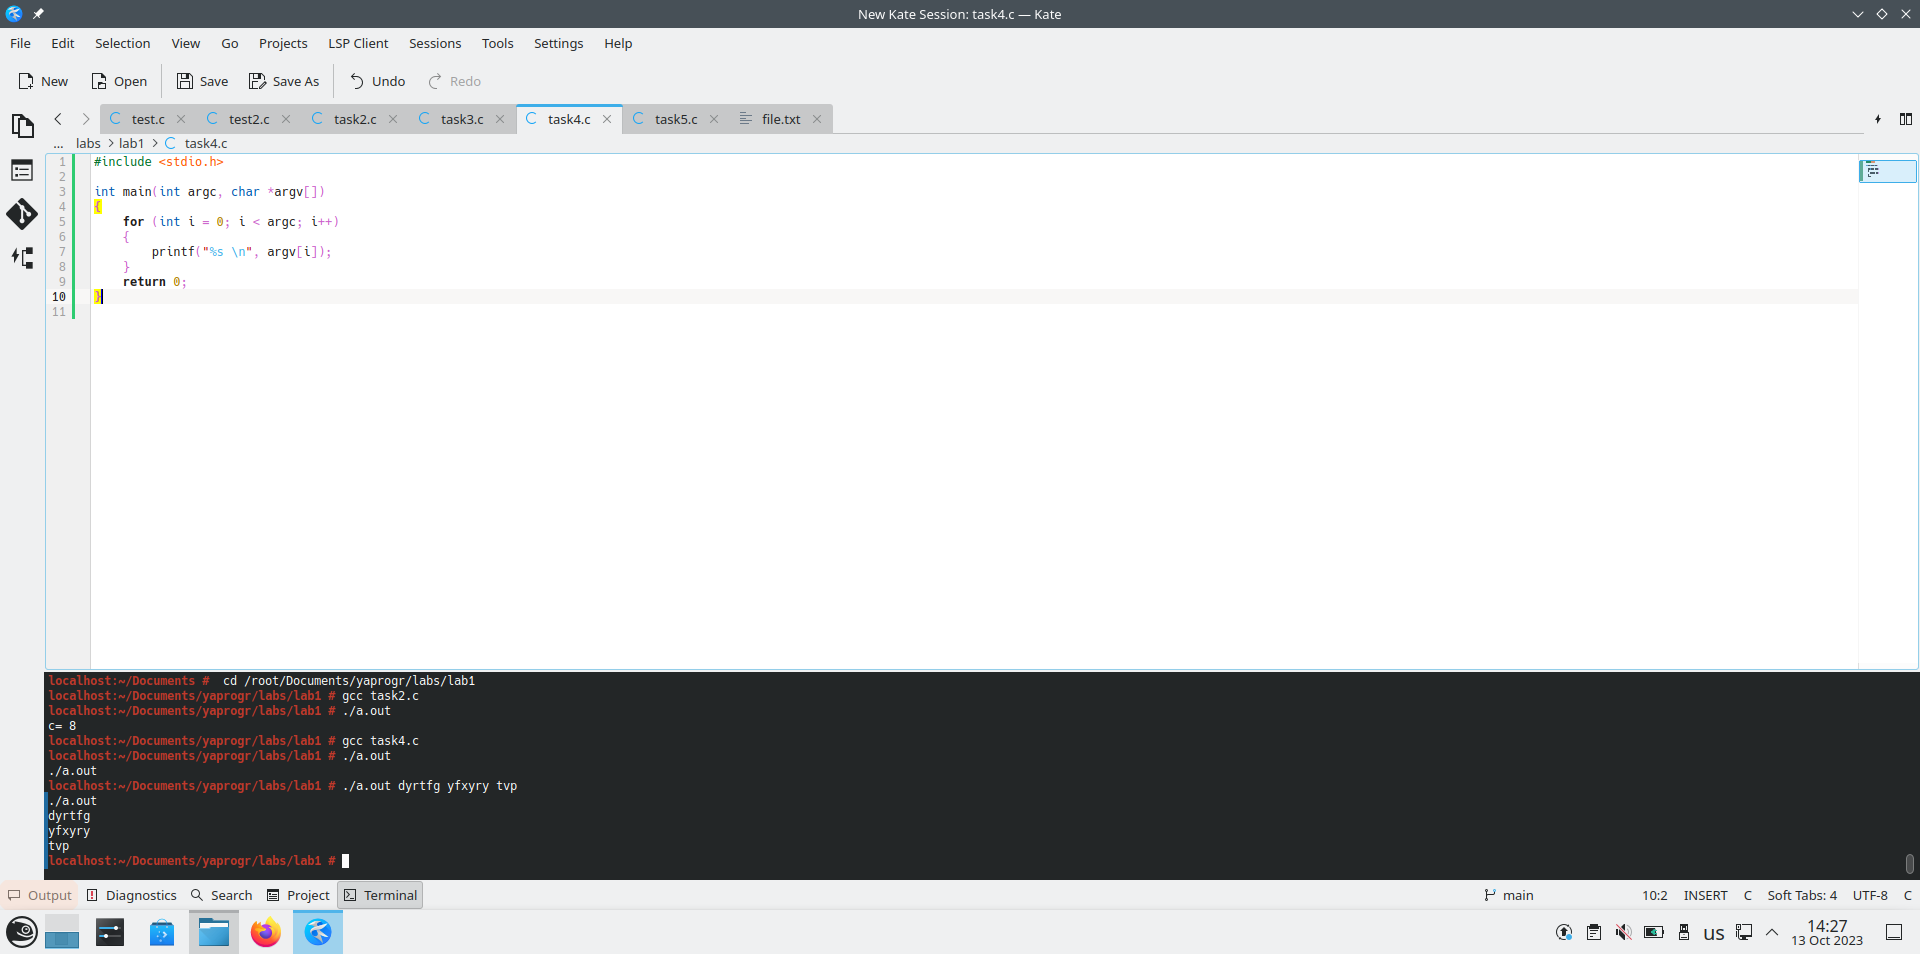 New Kate Session: task4.c — Kate
File Edit Selection View Go Projects LSP Client Sessions Tools Settings Help
New Open Save Save As Undo Redo
test.c test2.c task2.c task3.c task4.c task5.c file.txt
... labs > lab1 > task4.c
1 #include <stdio.h>
2
3 int main(int argc, char *argv[])
4 {
5     for (int i = 0; i < argc; i++)
6     {
7         printf("%s \n", argv[i]);
8     }
9     return 0;
10 }
11
localhost:~/Documents #  cd /root/Documents/yaprogr/labs/lab1
localhost:~/Documents/yaprogr/labs/lab1 # gcc task2.c
localhost:~/Documents/yaprogr/labs/lab1 # ./a.out
c= 8
localhost:~/Documents/yaprogr/labs/lab1 # gcc task4.c
localhost:~/Documents/yaprogr/labs/lab1 # ./a.out
./a.out
localhost:~/Documents/yaprogr/labs/lab1 # ./a.out dyrtfg yfxyry tvp
./a.out
dyrtfg
yfxyry
tvp
localhost:~/Documents/yaprogr/labs/lab1 #
Output Diagnostics Search Project Terminal main 10:2 INSERT C Soft Tabs: 4 UTF-8 C
us 14:27
13 Oct 2023